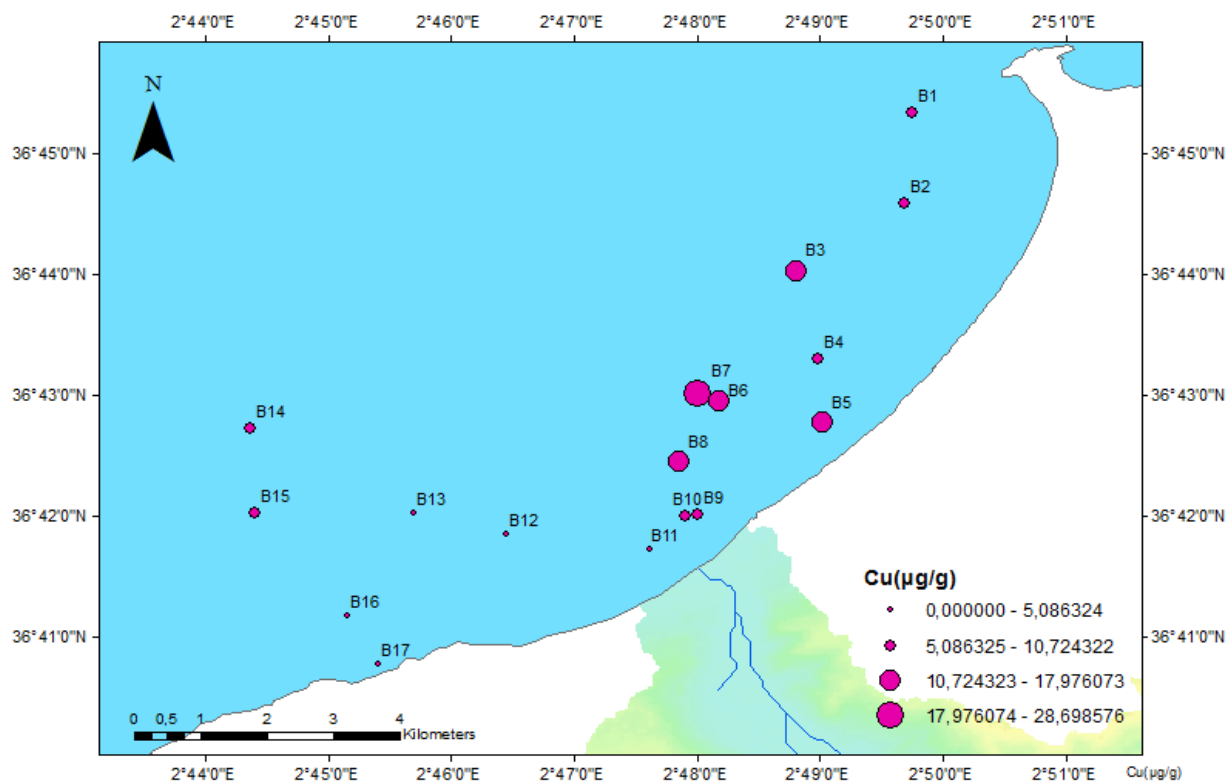 2°44'0"E 2°45'0"E 2°46'0"E 2°47'0"E 2°48'0"E 2°49'0"E 2°50'0"E 2°51'0"E
N
B1
36°45'0"N 36°45'0"N
B2
B3
36°44'0"N 36°44'0"N
B4
B7
B6
36°43'0"N 36°43'0"N
B5
B14
B8
B15
B13
B10 B9
36°42'0"N 36°42'0"N
B12
B11
Cu(µg/g)
B16
0,000000 - 5,086324
36°41'0"N 36°41'0"N
B17
5,086325 - 10,724322
10,724323 - 17,976073
17,976074 - 28,698576
0 0,5 1 2 3 4
Kilometers
2°44'0"E 2°45'0"E 2°46'0"E 2°47'0"E 2°48'0"E 2°49'0"E 2°50'0"E 2°51'0"E
Cu(µg/g)